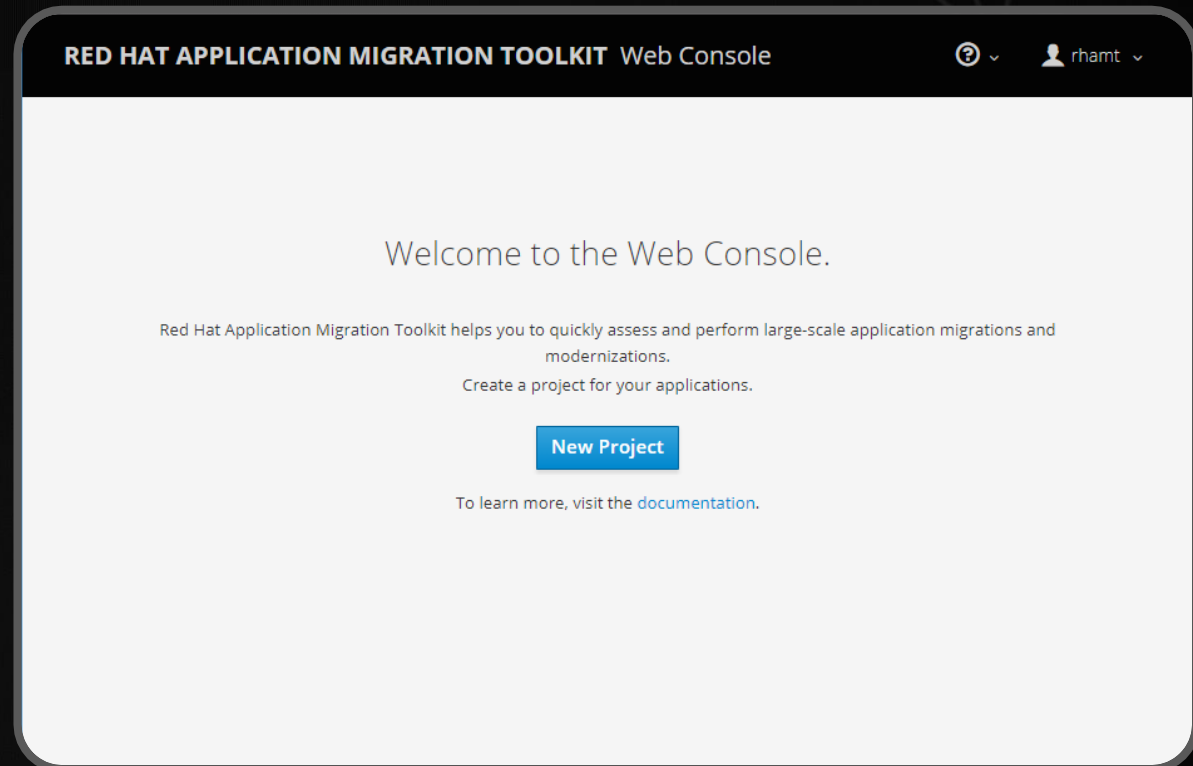 RED HAT APPLICATION MIGRATION TOOLKIT Web Console
rhamt
Welcome to the Web Console.
Red Hat Application Migration Toolkit helps you to quickly assess and perform large-scale application migrations and
modernizations.
Create a project for your applications.
New Project
To learn more, visit the documentation.